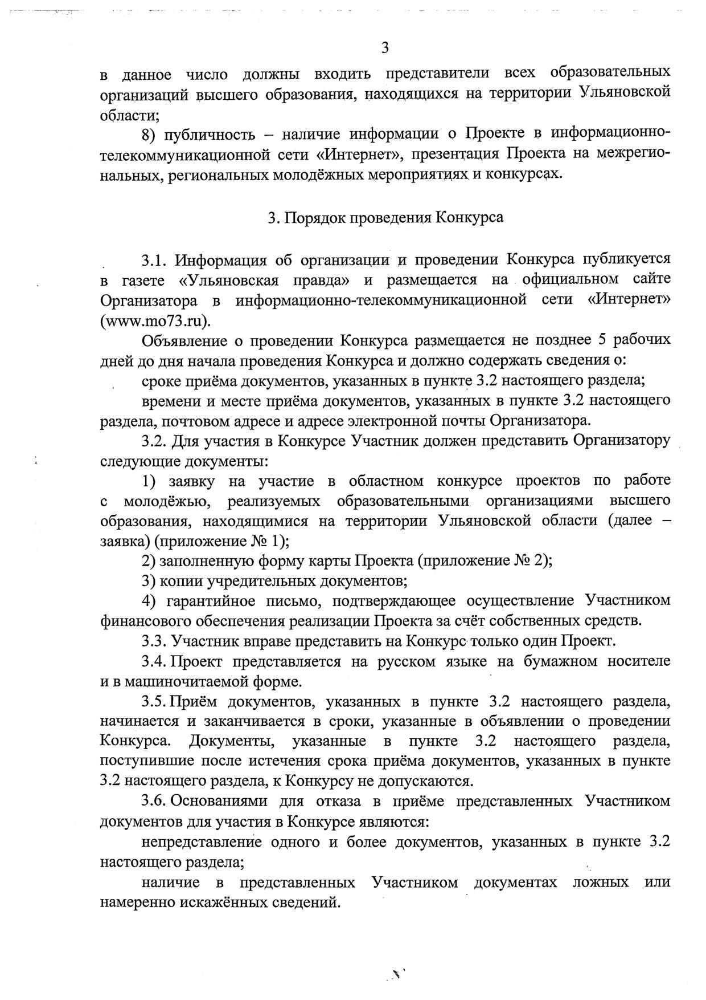 3
в данное число должны входить представители всех образовательных
организаций высшего образования, находящихся на территории Ульяновской
области;
8) публичность – наличие информации о Проекте в информационно-
телекоммуникационной сети «Интернет», презентация Проекта на межрегио-
нальных, региональных молодёжных мероприятиях и конкурсах.
3. Порядок проведения Конкурса
3.1. Информация об организации и проведении Конкурса публикуется
в газете «Ульяновская правда» и размещается на официальном сайте
Организатора в информационно-телекоммуникационной сети «Интернет»
(www.mo73.ru).
Объявление о проведении Конкурса размещается не позднее 5 рабочих
дней до дня начала проведения Конкурса и должно содержать сведения о:
сроке приёма документов, указанных в пункте 3.2 настоящего раздела;
времени и месте приёма документов, указанных в пункте 3.2 настоящего
раздела, почтовом адресе и адресе электронной почты Организатора.
3.2. Для участия в Конкурсе Участник должен представить Организатору
следующие документы:
1) заявку на участие в областном конкурсе проектов по работе
с молодёжью, реализуемых образовательными организациями высшего
образования, находящимися на территории Ульяновской области (далее –
заявка) (приложение № 1);
2) заполненную форму карты Проекта (приложение № 2);
3) копии учредительных документов;
4) гарантийное письмо, подтверждающее осуществление Участником
финансового обеспечения реализации Проекта за счёт собственных средств.
3.3. Участник вправе представить на Конкурс только один Проект.
3.4. Проект представляется на русском языке на бумажном носителе
и в машиночитаемой форме.
3.5. Приём документов, указанных в пункте 3.2 настоящего раздела,
начинается и заканчивается в сроки, указанные в объявлении о проведении
Конкурса. Документы, указанные в пункте 3.2 настоящего раздела,
поступившие после истечения срока приёма документов, указанных в пункте
3.2 настоящего раздела, к Конкурсу не допускаются.
3.6. Основаниями для отказа в приёме представленных Участником
документов для участия в Конкурсе являются:
непредставление одного и более документов, указанных в пункте 3.2
настоящего раздела;
наличие в представленных Участником документах ложных или
намеренно искажённых сведений.